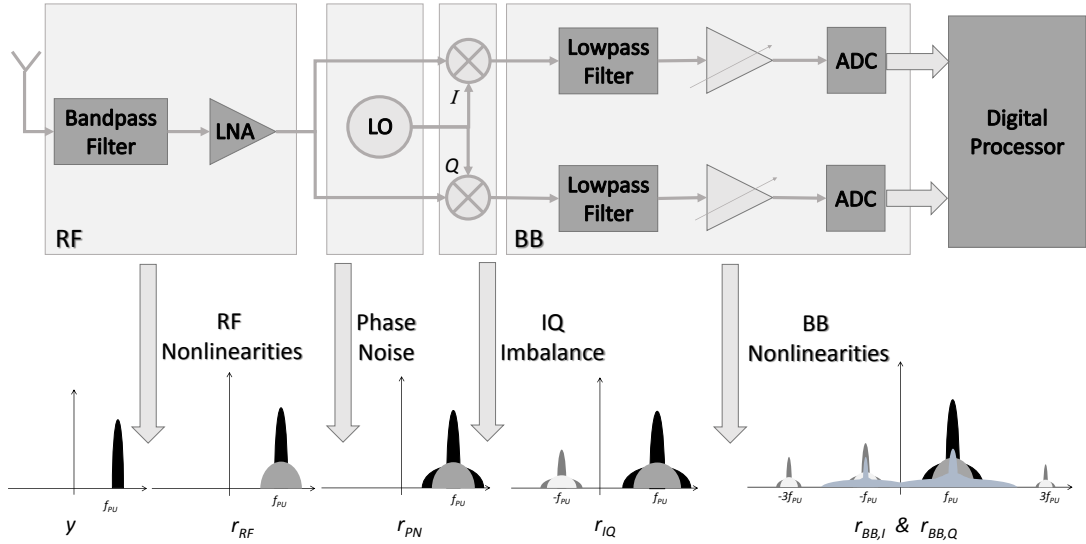 Bandpass
Filter
LNA
RF
LO
I
Q
Lowpass
Filter
ADC
Lowpass
Filter
ADC
BB
Digital
Processor
RF
Nonlinearities
Phase
Noise
IQ
Imbalance
BB
Nonlinearities
f_PU
f_PU
f_PU
-f_PU
f_PU
-3f_PU
-f_PU
f_PU
3f_PU
y
r_RF
r_PN
r_IQ
r_BB,I & r_BB,Q